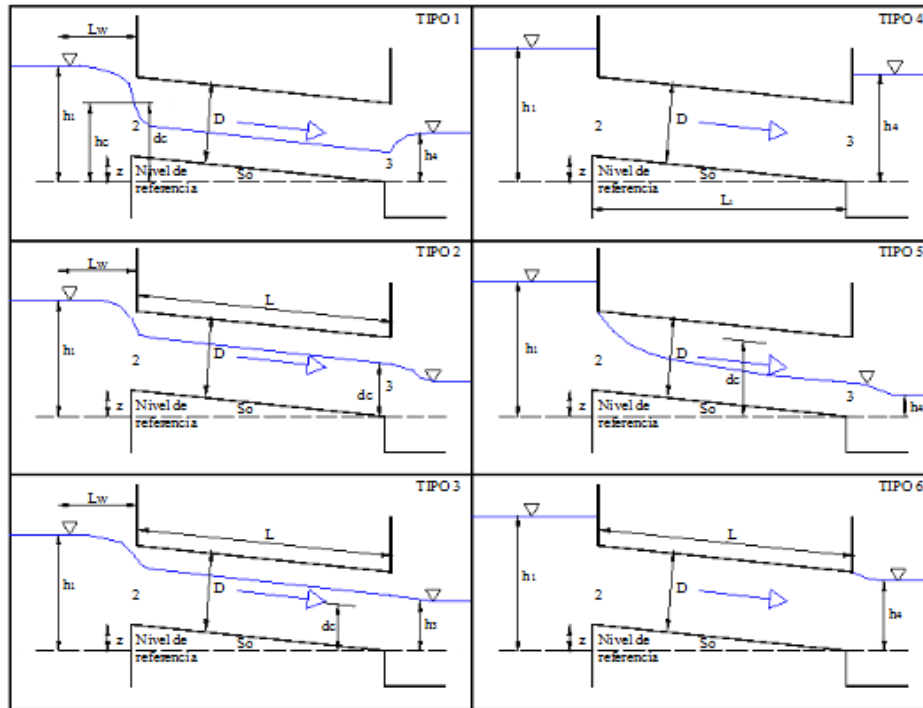 TIPO 1
Lw
h1
hc
2
dc
D
3
h4
z
Nivel de
referencia
So
TIPO 4
h1
2
D
3
h4
z
Nivel de
referencia
So
TIPO 2
Lw
L
h1
2
D
3
dc
z
Nivel de
referencia
So
TIPO 5
h1
2
D
dc
3
h4
z
Nivel de
referencia
So
TIPO 3
Lw
L
h1
2
D
dc
z
Nivel de
referencia
So
TIPO 6
L
h1
2
D
3
h4
z
Nivel de
referencia
So